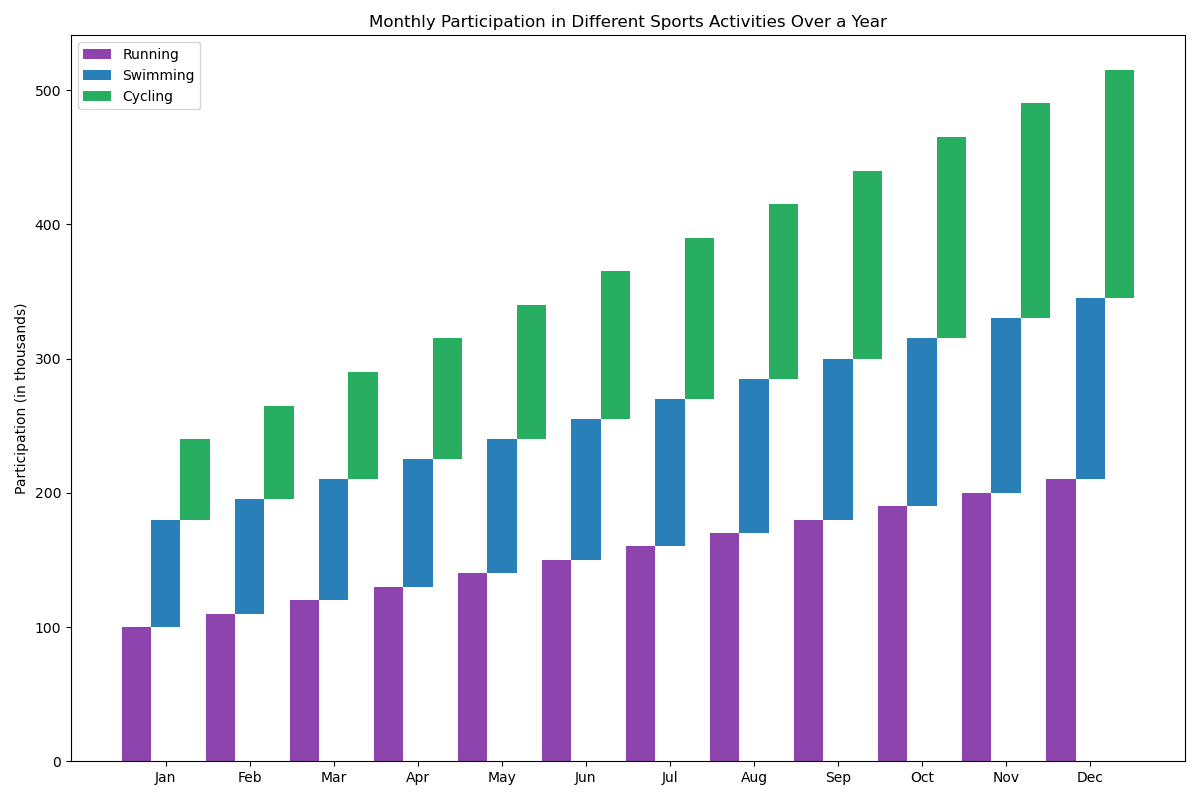 Monthly Participation in Different Sports Activities Over a Year
Running
Swimming
Cycling
Participation (in thousands)
500
400
300
200
100
0
Jan Feb Mar Apr May Jun Jul Aug Sep Oct Nov Dec